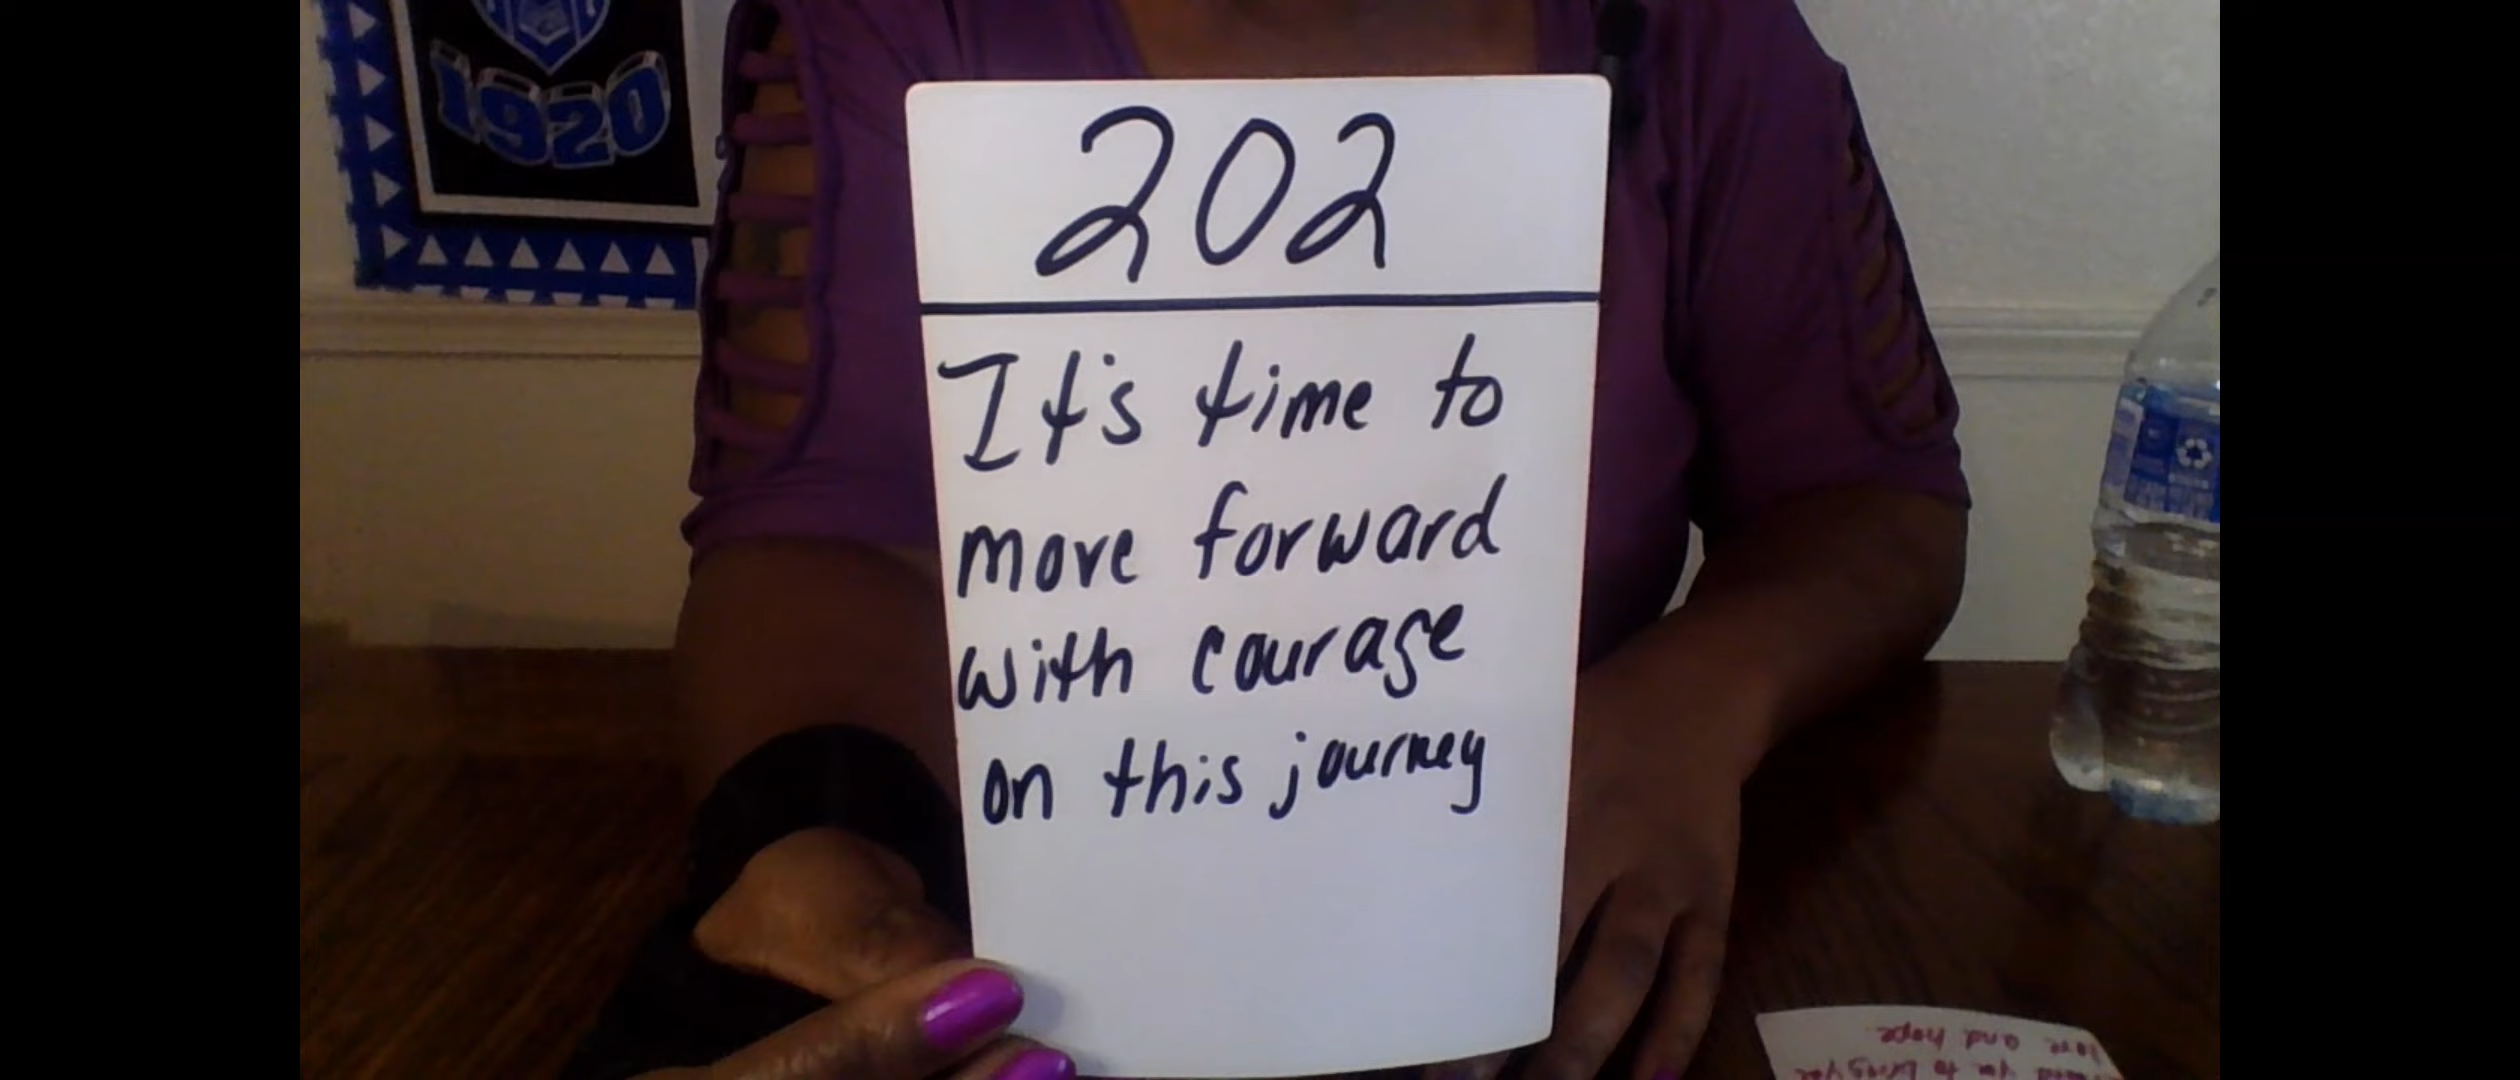 1920
202
It's time to
move forward
with courage
on this journey
love and hope